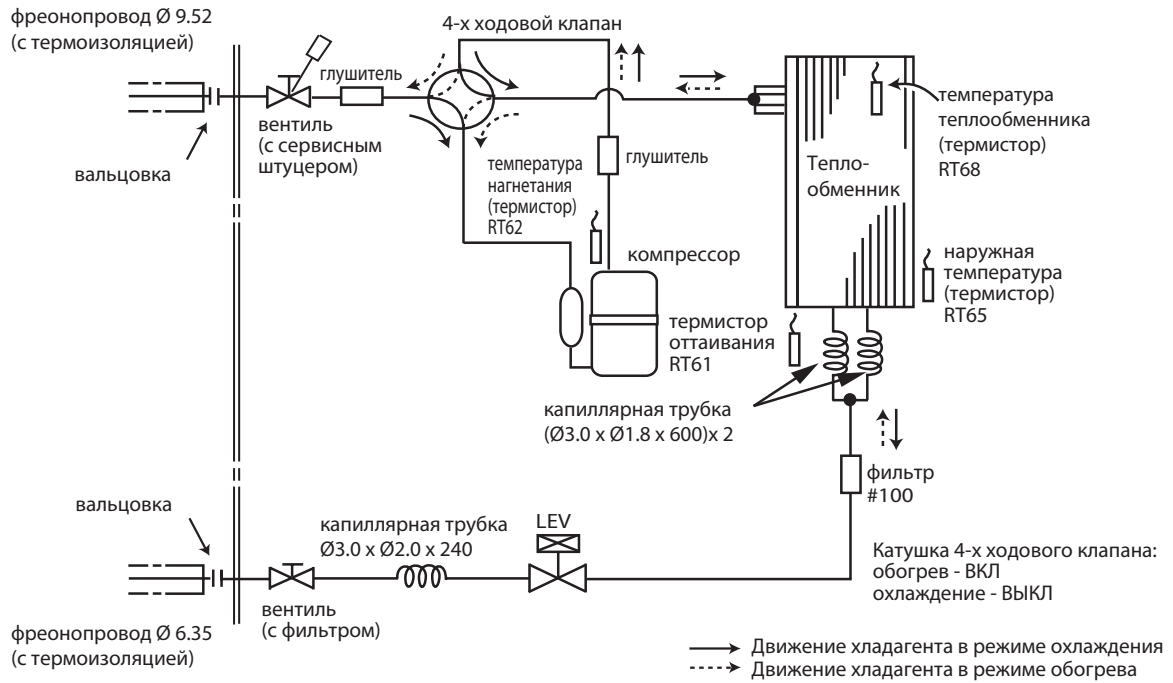 фреонопровод Ø 9.52
(с термоизоляцией)
4-х ходовой клапан
глушитель
вентиль
(с сервисным
штуцером)
вальцовка
температура
нагнетания
(термистор)
RT62
глушитель
компрессор
Тепло-
обменник
температура
теплообменника
(термистор)
RT68
наружная
температура
(термистор)
RT65
термистор
оттаивания
RT61
капиллярная трубка
(Ø3.0 x Ø1.8 x 600)x 2
фильтр
#100
вальцовка
капиллярная трубка
Ø3.0 x Ø2.0 x 240
LEV
вентиль
(с фильтром)
фреонопровод Ø 6.35
(с термоизоляцией)
Катушка 4-х ходового клапана:
обогрев - ВКЛ
охлаждение - ВЫКЛ
Движение хладагента в режиме охлаждения
Движение хладагента в режиме обогрева